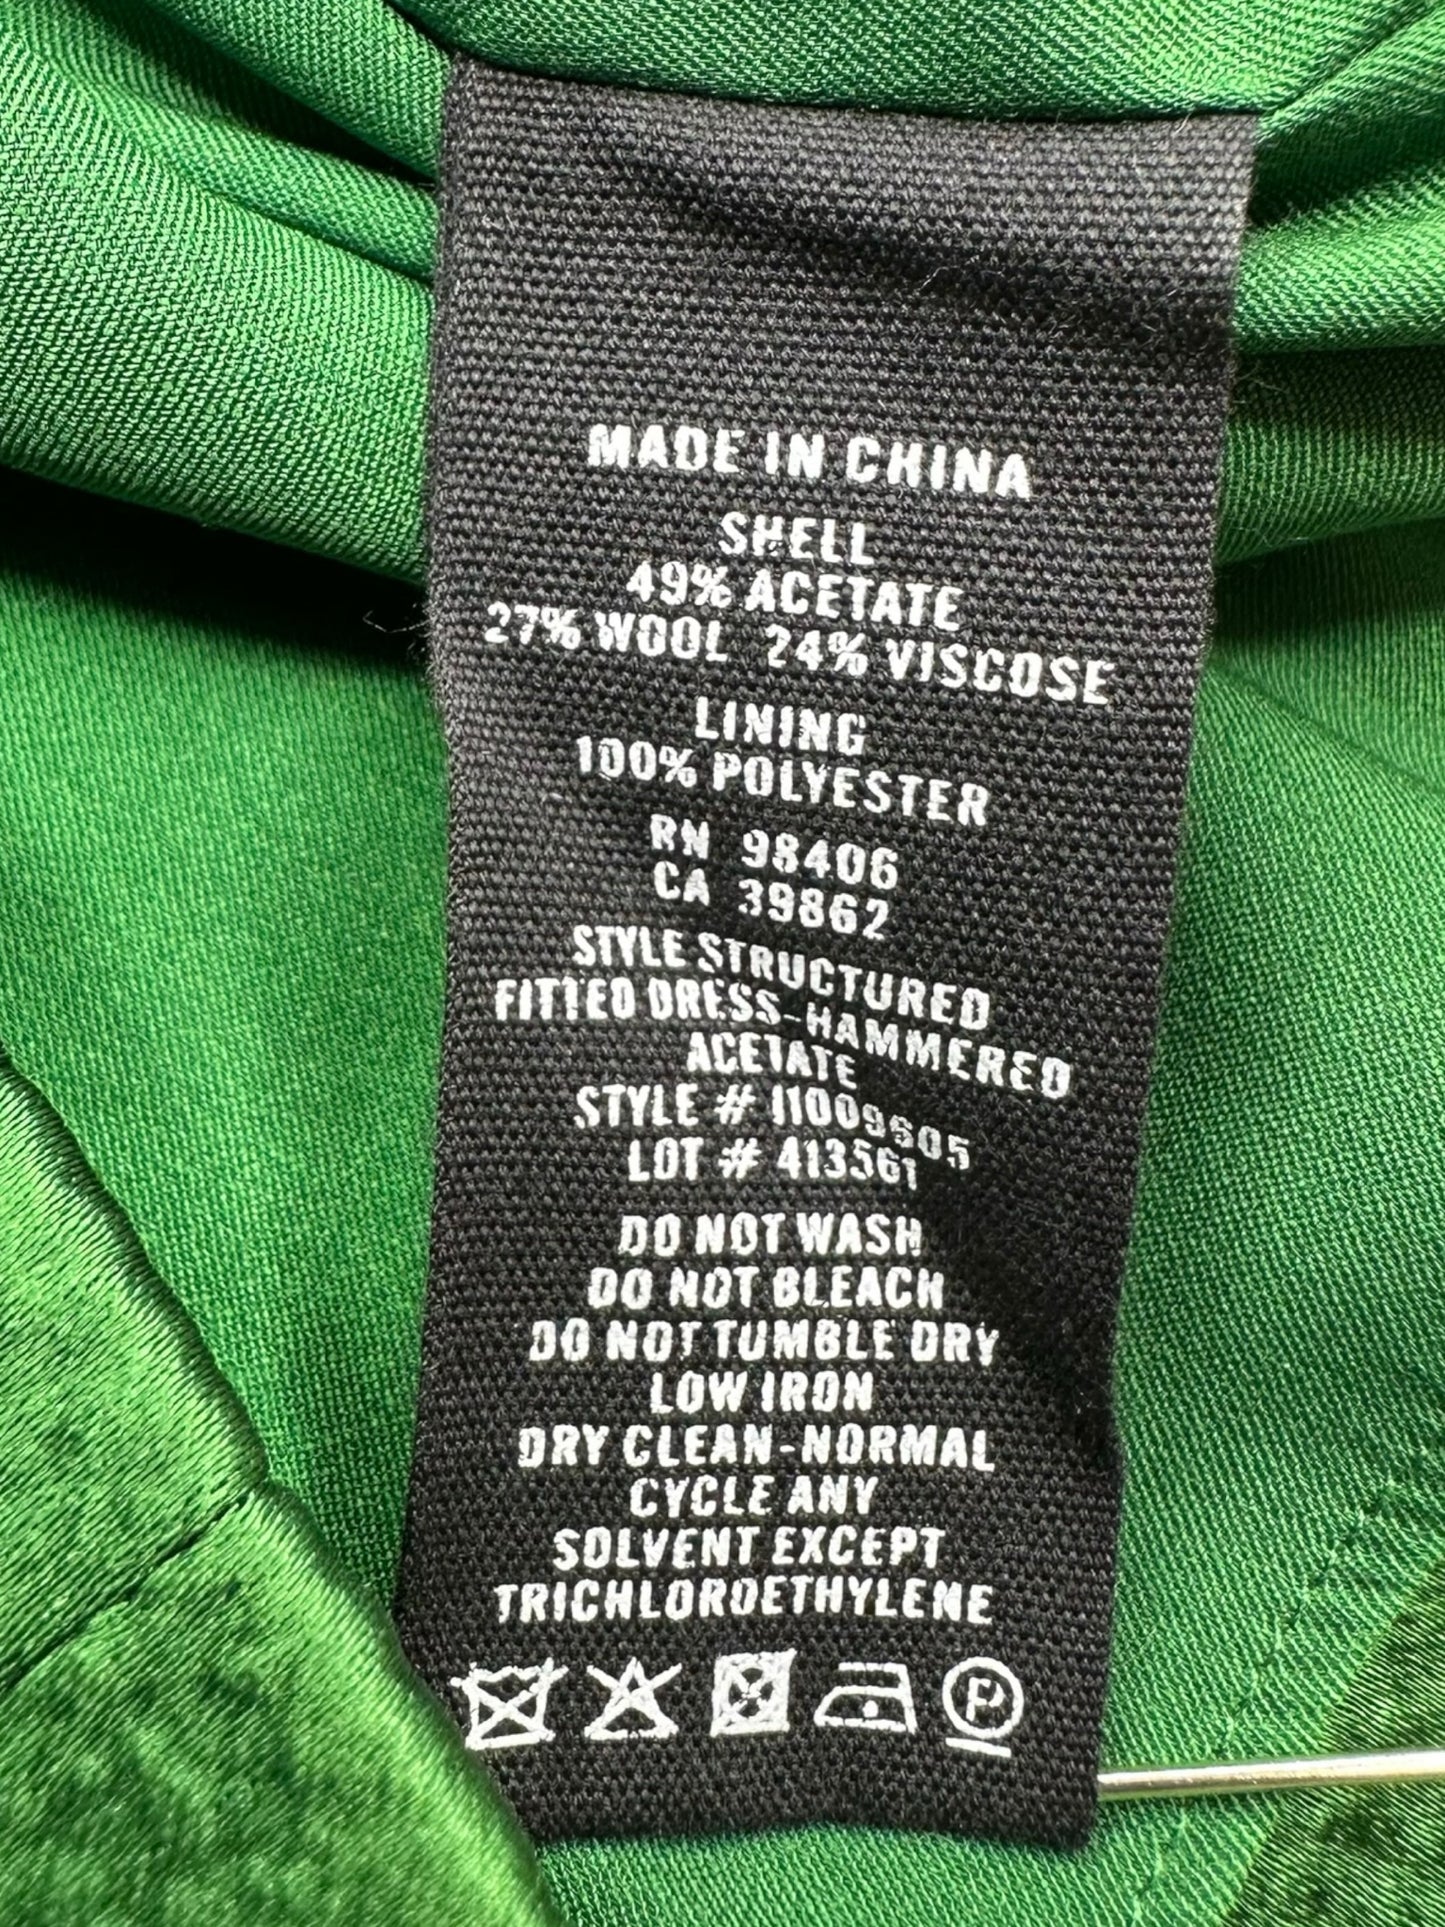 MADE IN CHINA
SHELL
49% ACETATE
27% WOOL 24% VISCOSE
LINING
100% POLYESTER
RN 98406
CA 39862
STYLE STRUCTURED
FITTED DRESS-HAMMERED
ACETATE
STYLE # 11009605
LOT # 413561
DO NOT WASH
DO NOT BLEACH
DO NOT TUMBLE DRY
LOW IRON
DRY CLEAN-NORMAL
CYCLE ANY
SOLVENT EXCEPT
TRICHLOROETHYLENE
P